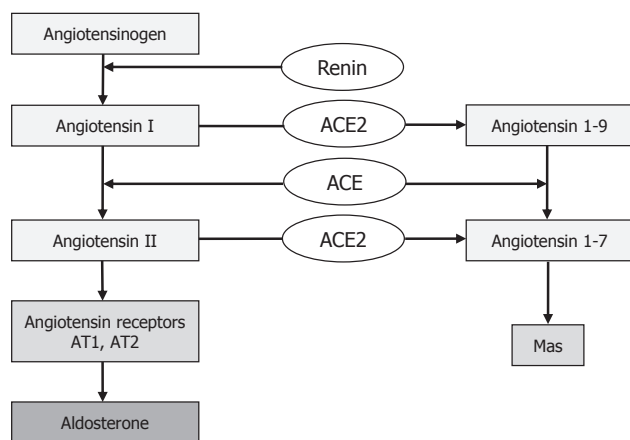 Angiotensinogen
Renin
Angiotensin I
ACE2
Angiotensin 1-9
ACE
Angiotensin II
ACE2
Angiotensin 1-7
Angiotensin receptors
AT1, AT2
Mas
Aldosterone